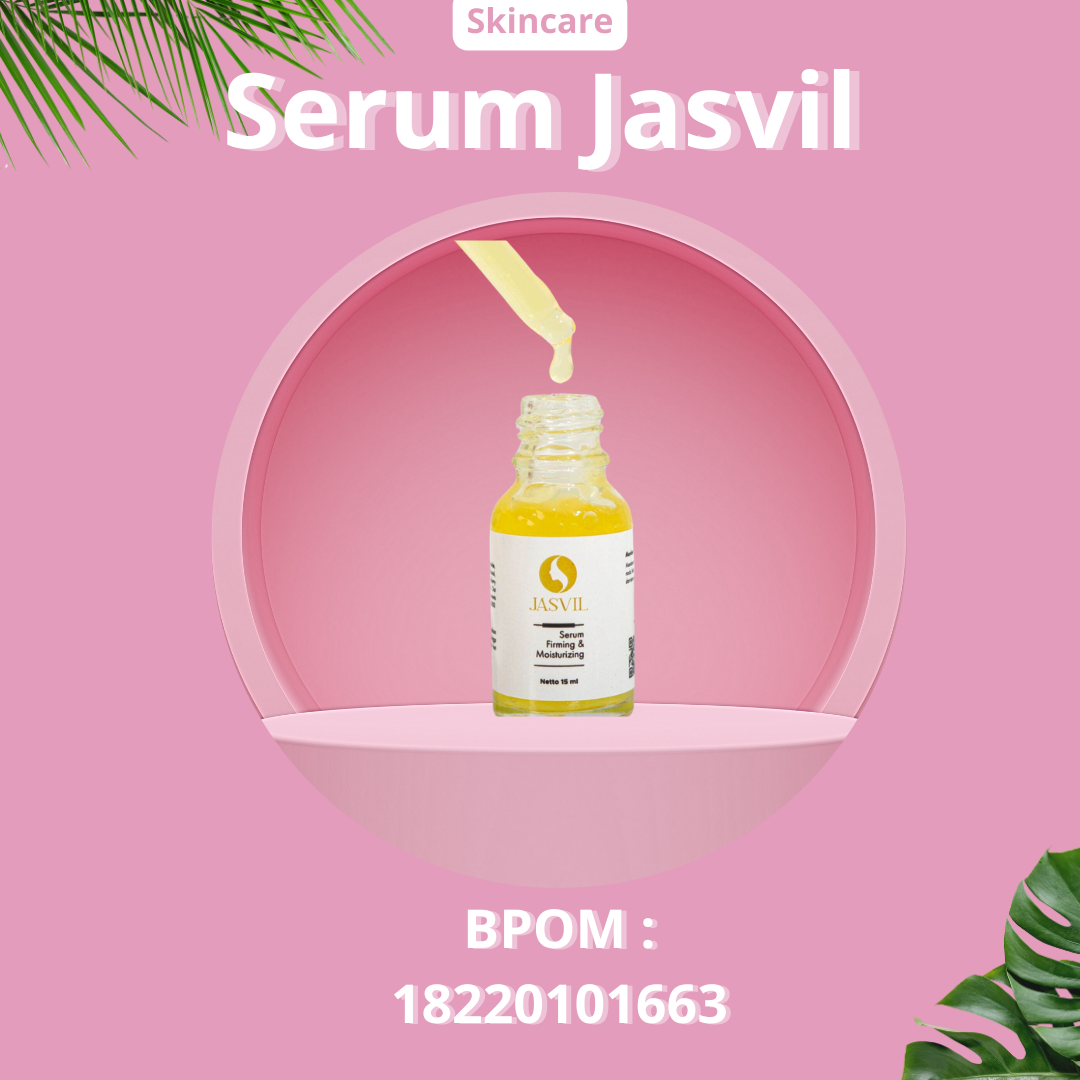 Skincare
Serum Jasvil
JASVIL
Serum
Firming &
Moisturizing
Netto 15 ml
BPOM :
18220101663